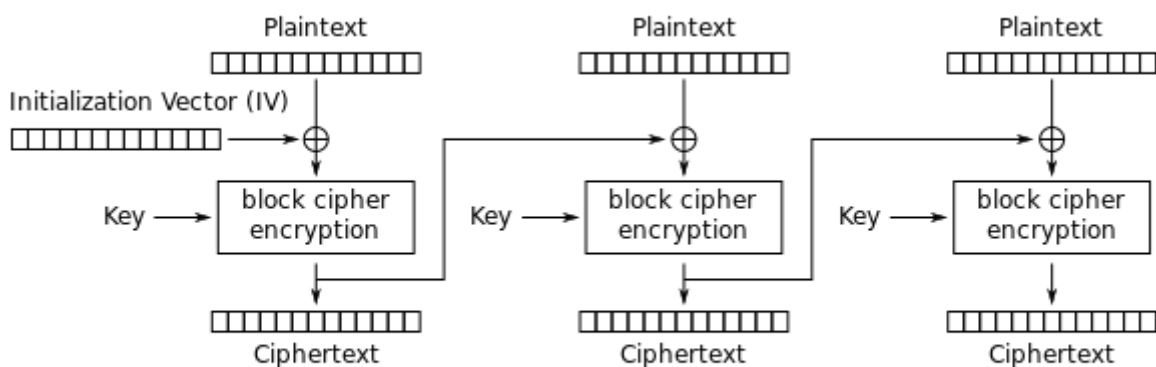 Plaintext
Plaintext
Plaintext
Initialization Vector (IV)
Key
block cipher
encryption
Key
block cipher
encryption
Key
block cipher
encryption
Ciphertext
Ciphertext
Ciphertext